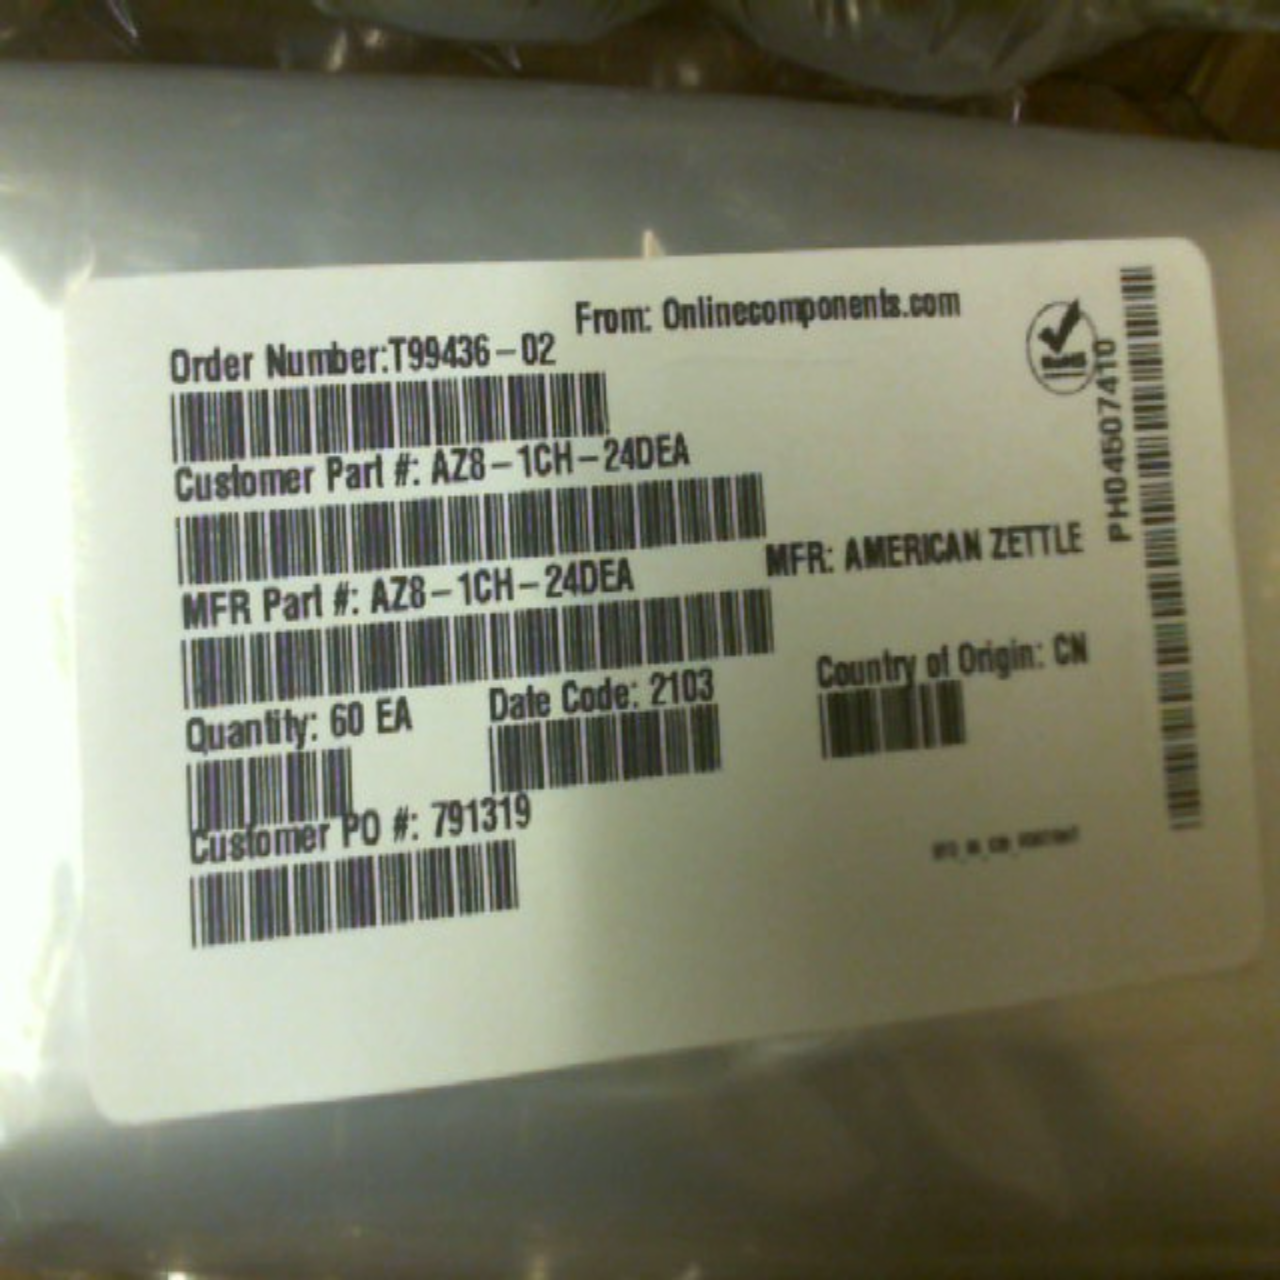 From: Onlinecomponents.com
Order Number:T99436-02
Customer Part #: AZ8-1CH-24DEA
MFR Part #: AZ8-1CH-24DEA
MFR: AMERICAN ZETTLE
Quantity: 60 EA
Date Code: 2103
Country of Origin: CN
Customer PO #: 791319
RoHS
PH04507410